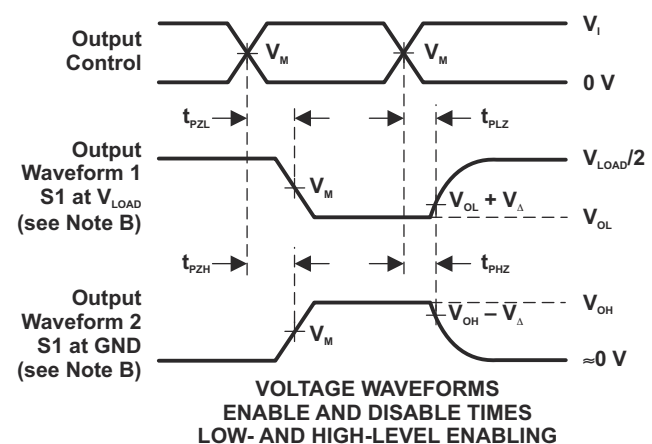 Output
Control
V_M
V_M
V_I
0 V
t_PZL
t_PLZ
Output
Waveform 1
S1 at V_LOAD
(see Note B)
V_M
V_OL + V_Δ
V_LOAD/2
V_OL
t_PZH
t_PHZ
Output
Waveform 2
S1 at GND
(see Note B)
V_M
V_OH – V_Δ
V_OH
≈0 V
VOLTAGE WAVEFORMS
ENABLE AND DISABLE TIMES
LOW- AND HIGH-LEVEL ENABLING